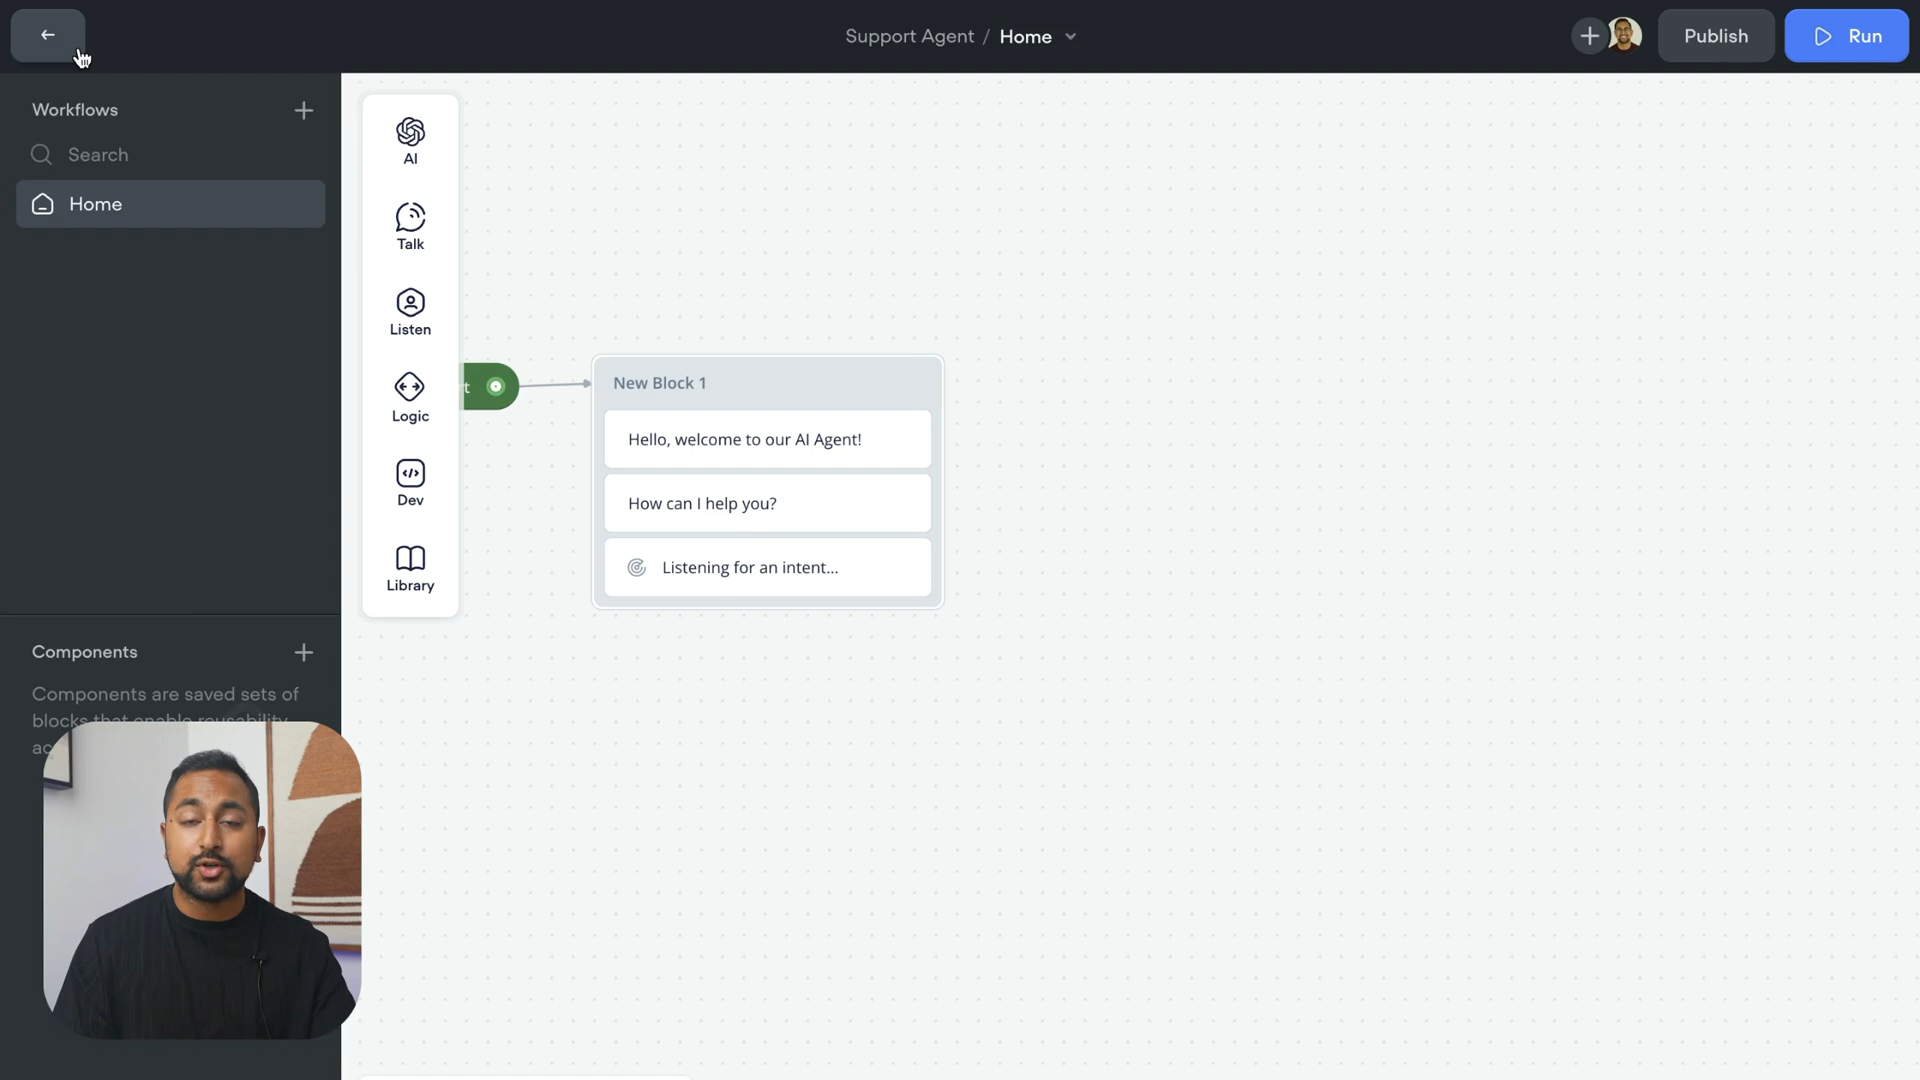 Support Agent / Home
Publish
Run
Workflows
Search
Home
AI
Talk
Listen
Logic
Dev
Library
t
New Block 1
Hello, welcome to our AI Agent!
How can I help you?
Listening for an intent...
Components
Components are saved sets of
blocks that enable reusability